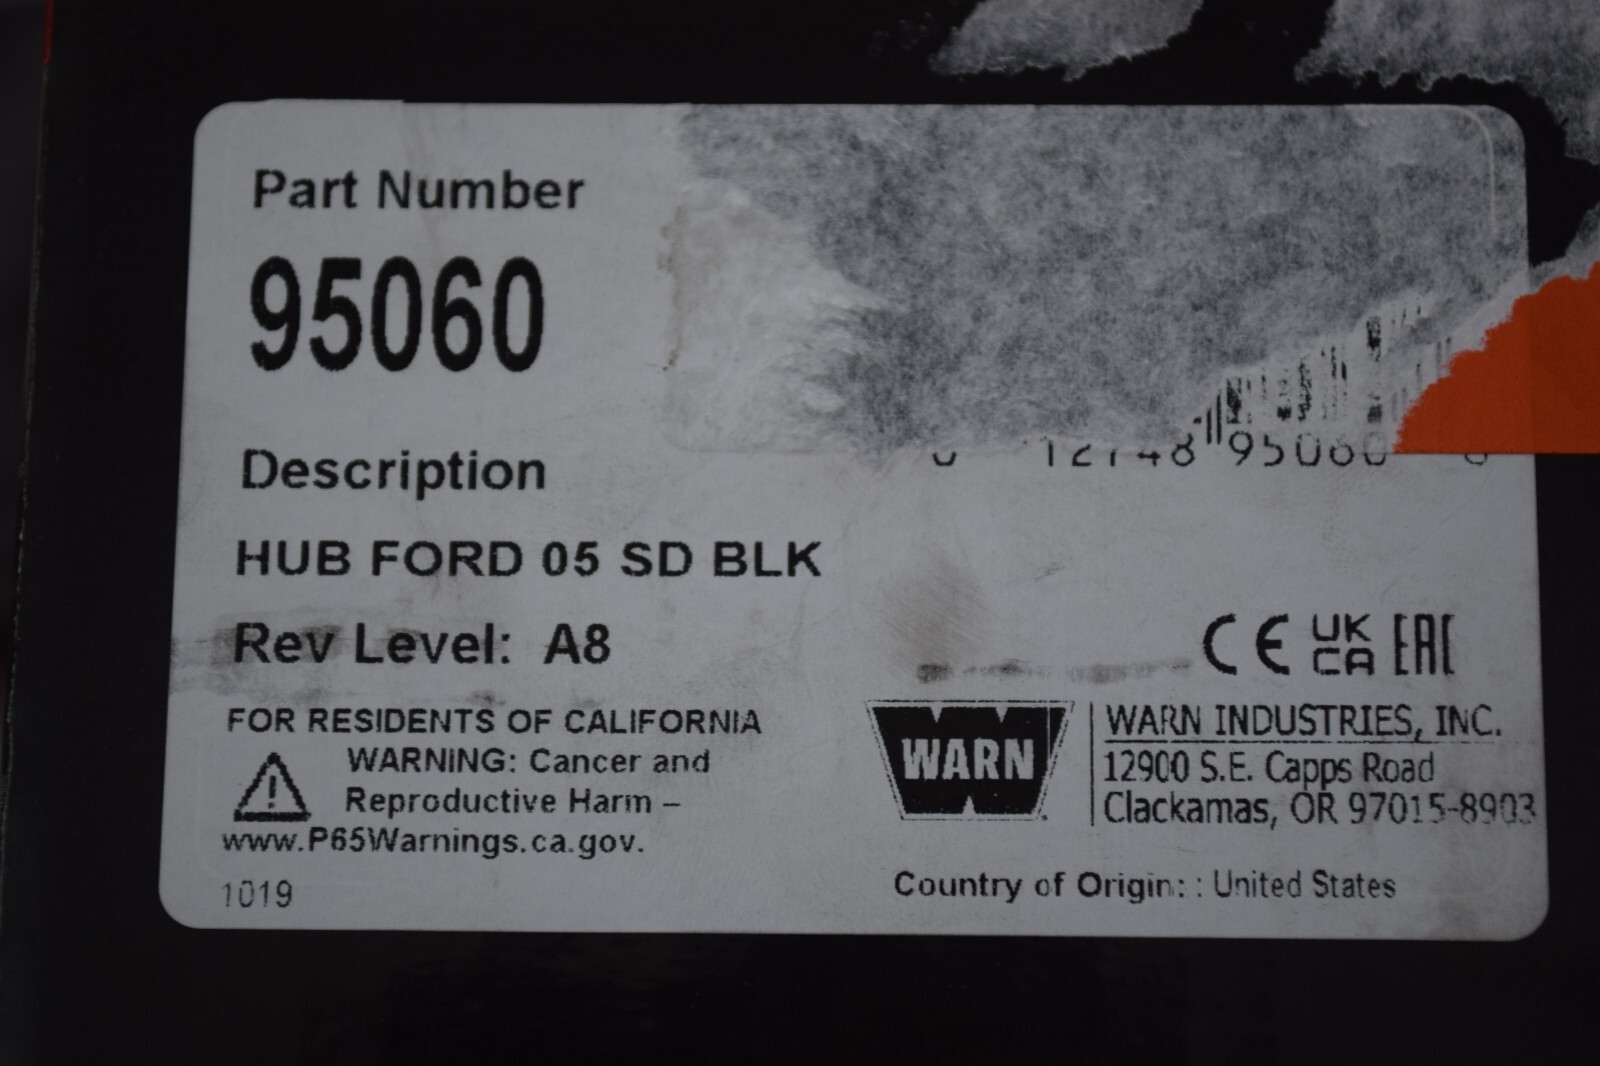 Part Number
95060
Description
HUB FORD 05 SD BLK
Rev Level: A8
FOR RESIDENTS OF CALIFORNIA
WARNING: Cancer and
Reproductive Harm –
www.P65Warnings.ca.gov.
1019
95060
CE UK CA EAC
WARN
WARN INDUSTRIES, INC.
12900 S.E. Capps Road
Clackamas, OR 97015-8903
Country of Origin: : United States